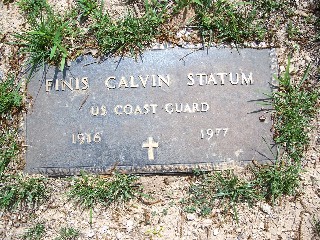 FINIS CALVIN STATUM
US COAST GUARD
1916 1977